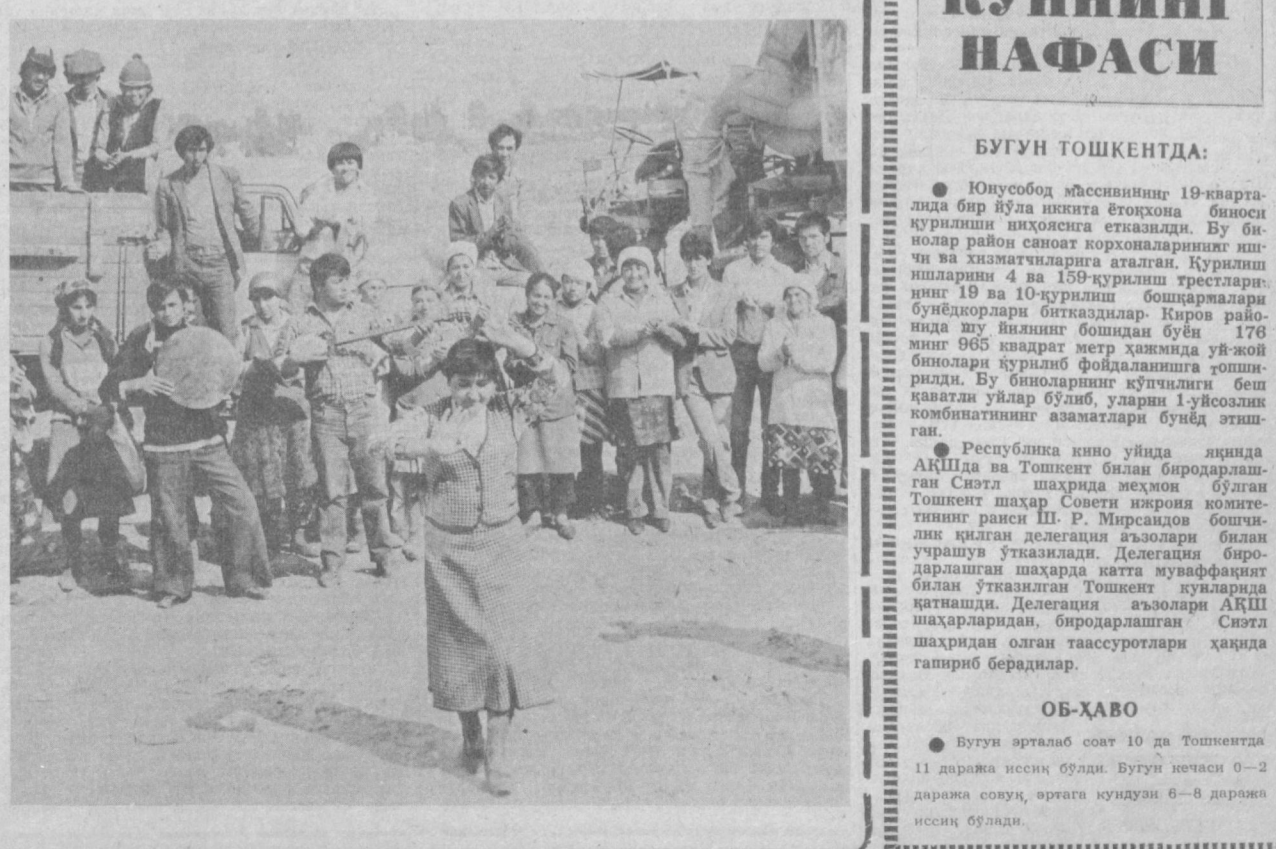 КУННИНГ
НАФАСИ
БУГУН ТОШКЕНТДА:
● Юнусобод массивининг 19-кварта-
лида бир йўла иккита ётоқхона биноси
қурилиши ниҳоясига етказилди. Бу би-
нолар район саноат корхоналарининг иш-
чи ва хизматчиларига аталган. Қурилиш
ишларини 4 ва 159-қурилиш трестлари-
нинг 19 ва 10-қурилиш бошқармалари
бунёдкорлари битказдилар. Киров райо-
нида шу йилнинг бошидан буён 176
минг 965 квадрат метр ҳажмида уй-жой
бинолари қурилиб фойдаланишга топши-
рилди. Бу биноларнинг кўпчилиги беш
қаватли уйлар бўлиб, уларни 1-уйсозлик
комбинатининг азаматлари бунёд этиш-
ган.
● Республика кино уйида яқинда
АҚШда ва Тошкент билан биродарлаш-
ган Сиэтл шаҳрида меҳмон бўлган
Тошкент шаҳар Совети ижроия комите-
тининг раиси Ш. Р. Мирсаидов бошчи-
лик қилган делегация аъзолари билан
учрашув ўтказилади. Делегация биро-
дарлашган шаҳарда катта муваффақият
билан ўтказилган Тошкент кунларида
қатнашди. Делегация аъзолари АҚШ
шаҳарларидан, биродарлашган Сиэтл
шаҳридан олган таассуротлари ҳақида
гапириб берадилар.
ОБ-ҲАВО
● Бугун эрталаб соат 10 да Тошкентда
11 даража иссиқ бўлди. Бугун кечаси 0—2
даража совуқ, эртага кундузи 6—8 даража
иссиқ бўлади.